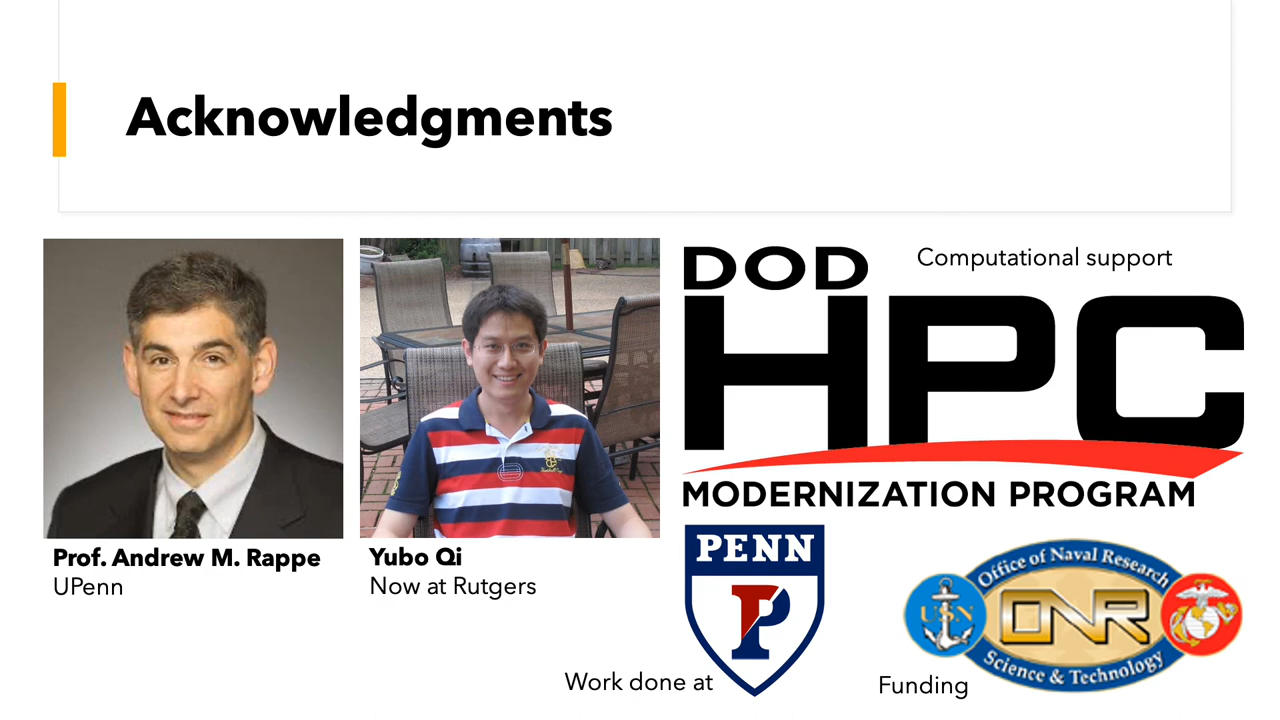 Acknowledgments
Prof. Andrew M. Rappe
UPenn
Yubo Qi
Now at Rutgers
DOD
Computational support
HPC
MODERNIZATION PROGRAM
PENN
P
Work done at
Office of Naval Research
USN
ONR
Science & Technology
Funding